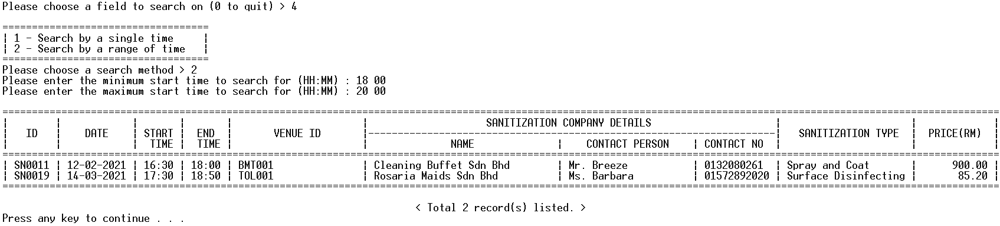 Please choose a field to search on (0 to quit) > 4
===================================
| 1 - Search by a single time     |
| 2 - Search by a range of time   |
===================================
Please choose a search method > 2
Please enter the minimum start time to search for (HH:MM) : 18 00
Please enter the maximum start time to search for (HH:MM) : 20 00
=========================================================================================================================================================================
|         |            |       |       |                      |                    SANITIZATION COMPANY DETAILS                     |                      |             |
|   ID    |    DATE    | START |  END  |       VENUE ID       |---------------------------------------------------------------------|   SANITIZATION TYPE  |  PRICE(RM)  |
|         |            |  TIME |  TIME |                      |              NAME              |    CONTACT PERSON    | CONTACT NO  |                      |             |
=========================================================================================================================================================================
| SN0011 | 12-02-2021 | 16:30 | 18:00 | BMT001               | Cleaning Buffet Sdn Bhd        | Mr. Breeze           | 0132080261  | Spray and Coat       |      900.00 |
| SN0019 | 14-03-2021 | 17:30 | 18:50 | TOL001               | Rosaria Maids Sdn Bhd          | Ms. Barbara          | 01572892020 | Surface Disinfecting |       85.20 |
=========================================================================================================================================================================
< Total 2 record(s) listed. >
Press any key to continue . . .